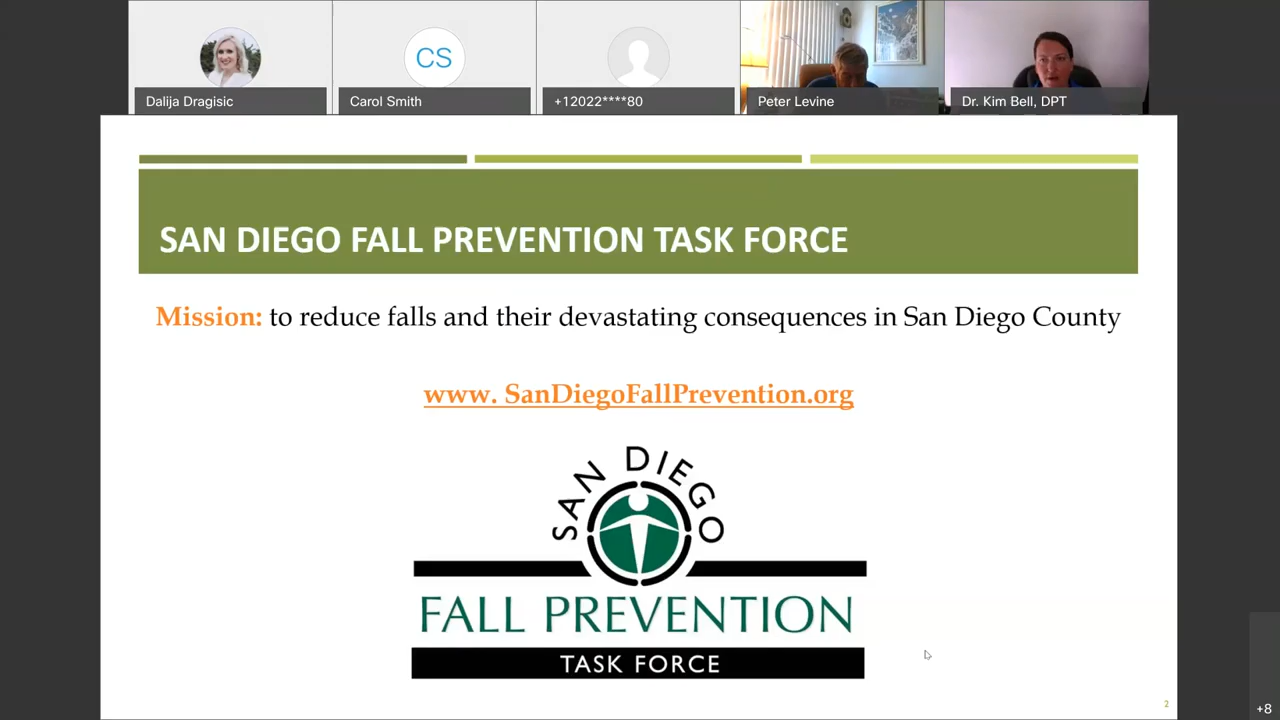 CS
Dalija Dragisic
Carol Smith
+12022****80
Peter Levine
Dr. Kim Bell, DPT
SAN DIEGO FALL PREVENTION TASK FORCE
Mission: to reduce falls and their devastating consequences in San Diego County
www. SanDiegoFallPrevention.org
SAN DIEGO
FALL PREVENTION
TASK FORCE
2
+8